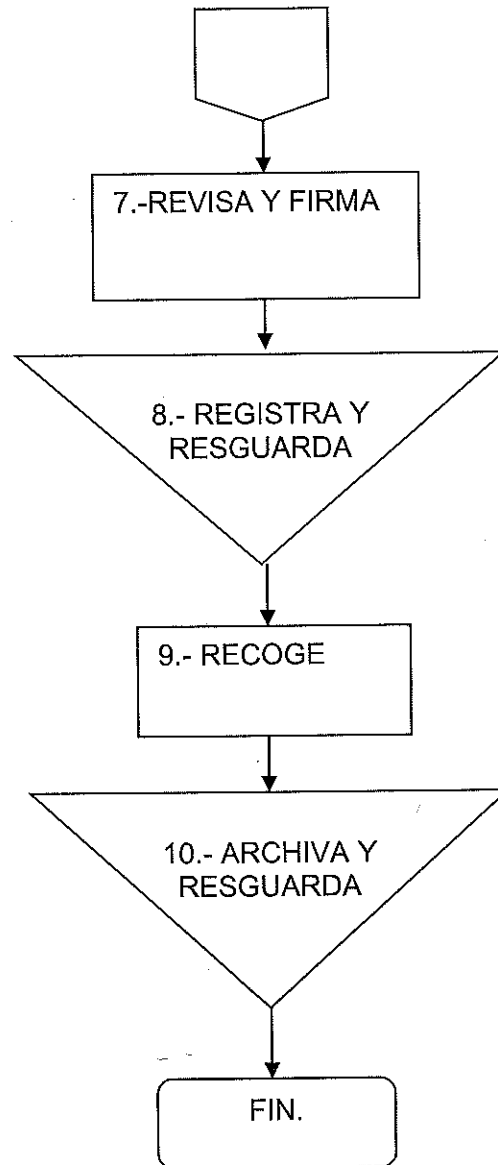 7.-REVISA Y FIRMA
8.- REGISTRA Y
RESGUARDA
9.- RECOGE
10.- ARCHIVA Y
RESGUARDA
FIN.